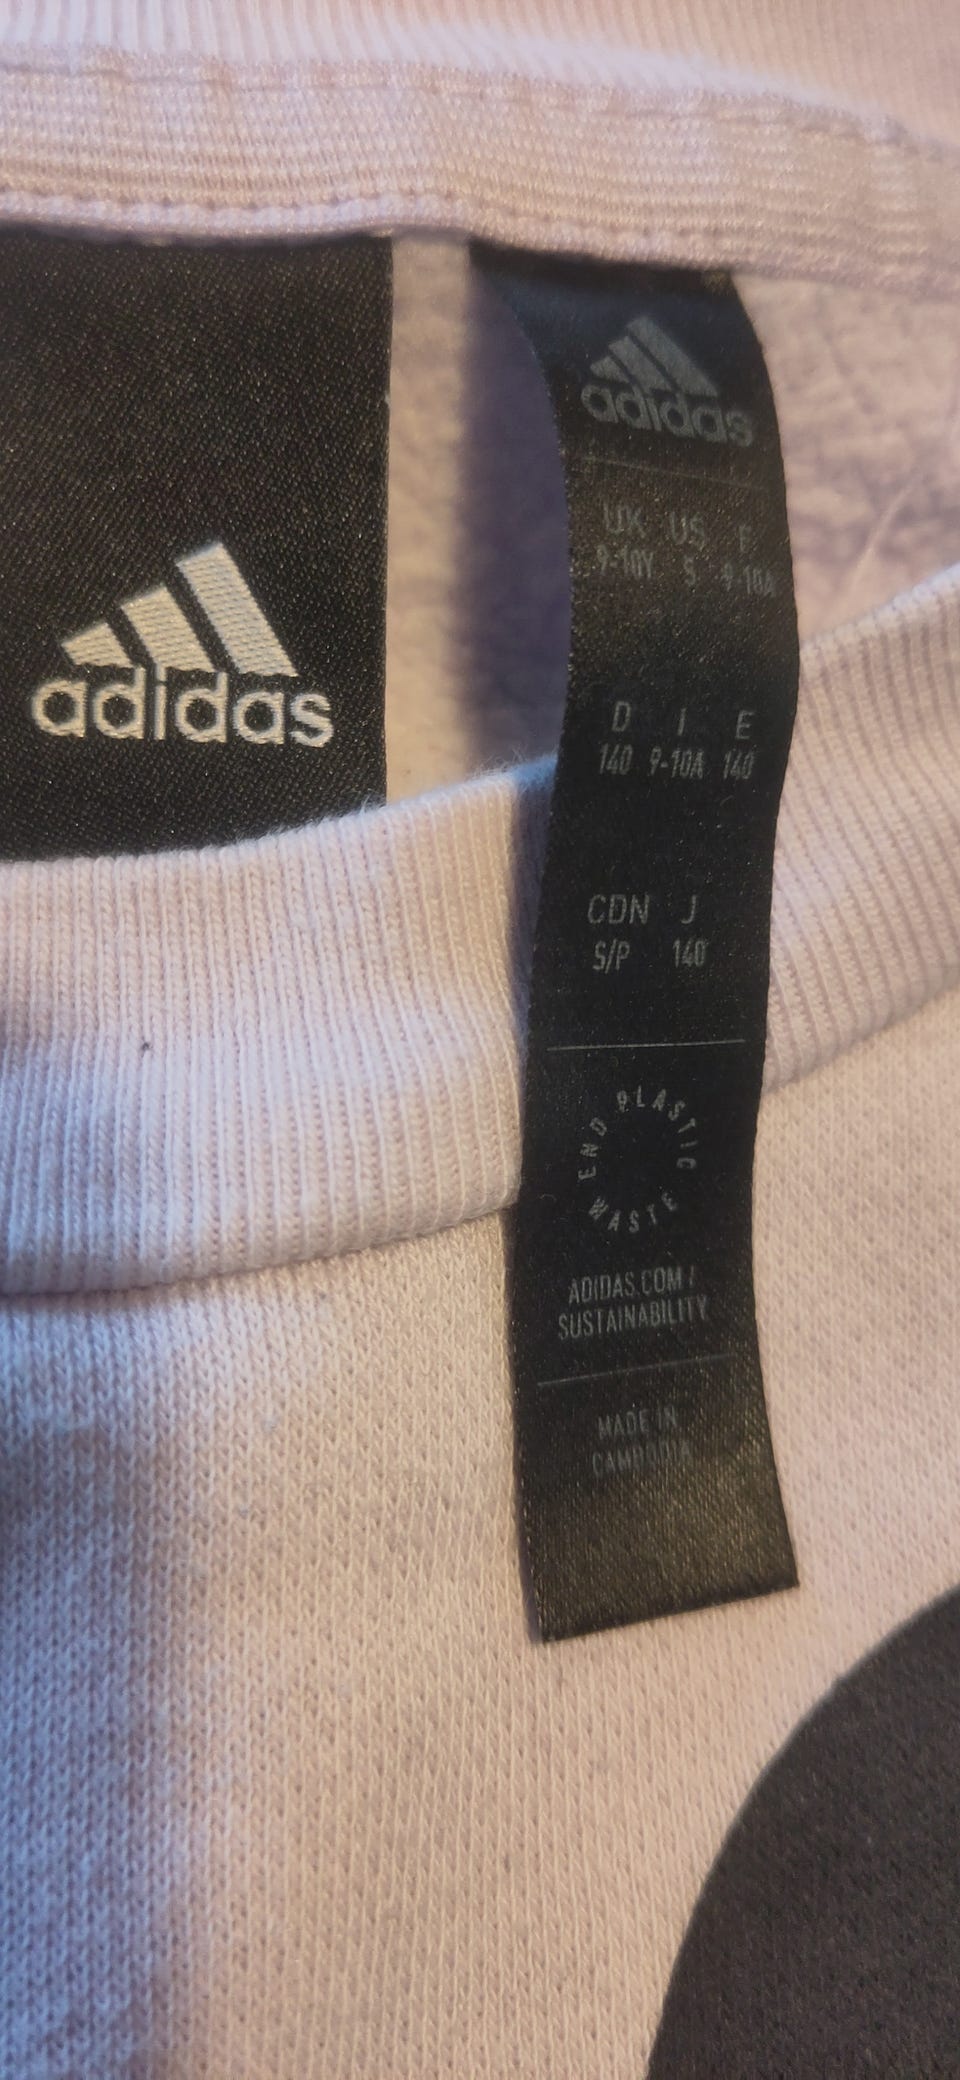 adidas
adidas
UK US F
9-10Y S 9-10A
D I E
140 9-10A 140
CDN J
S/P 140
END PLASTIC WASTE
ADIDAS.COM /
SUSTAINABILITY
MADE IN
CAMBODIA